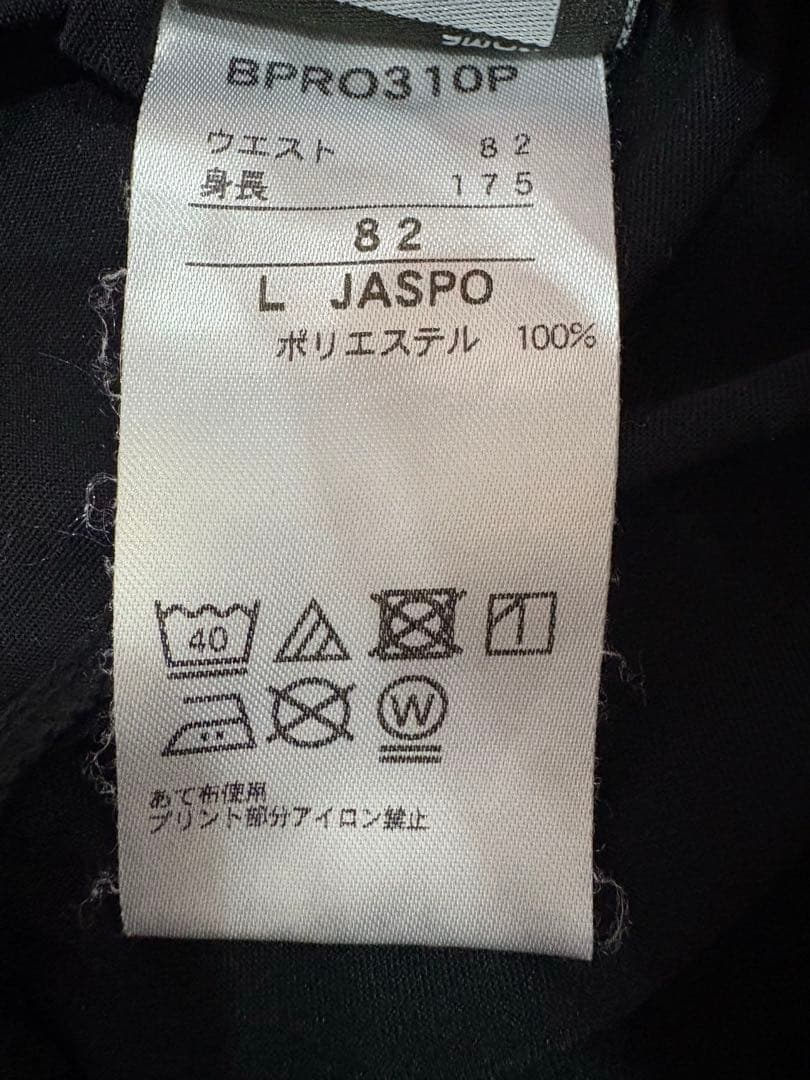 BPRO310P
ウエスト 82
身長 175
82
L JASPO
ポリエステル 100%
40
W
あて布使用
プリント部分アイロン禁止